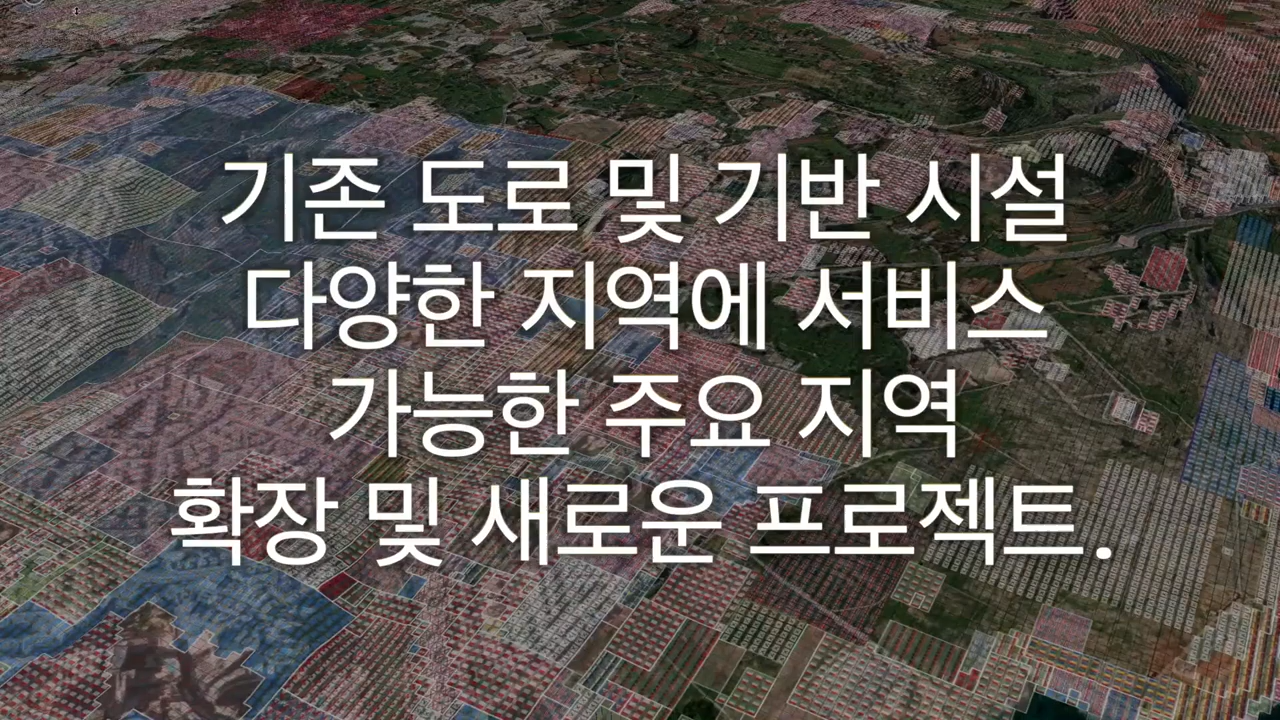 기존 도로 및 기반 시설
다양한 지역에 서비스
가능한 주요 지역
확장 및 새로운 프로젝트.